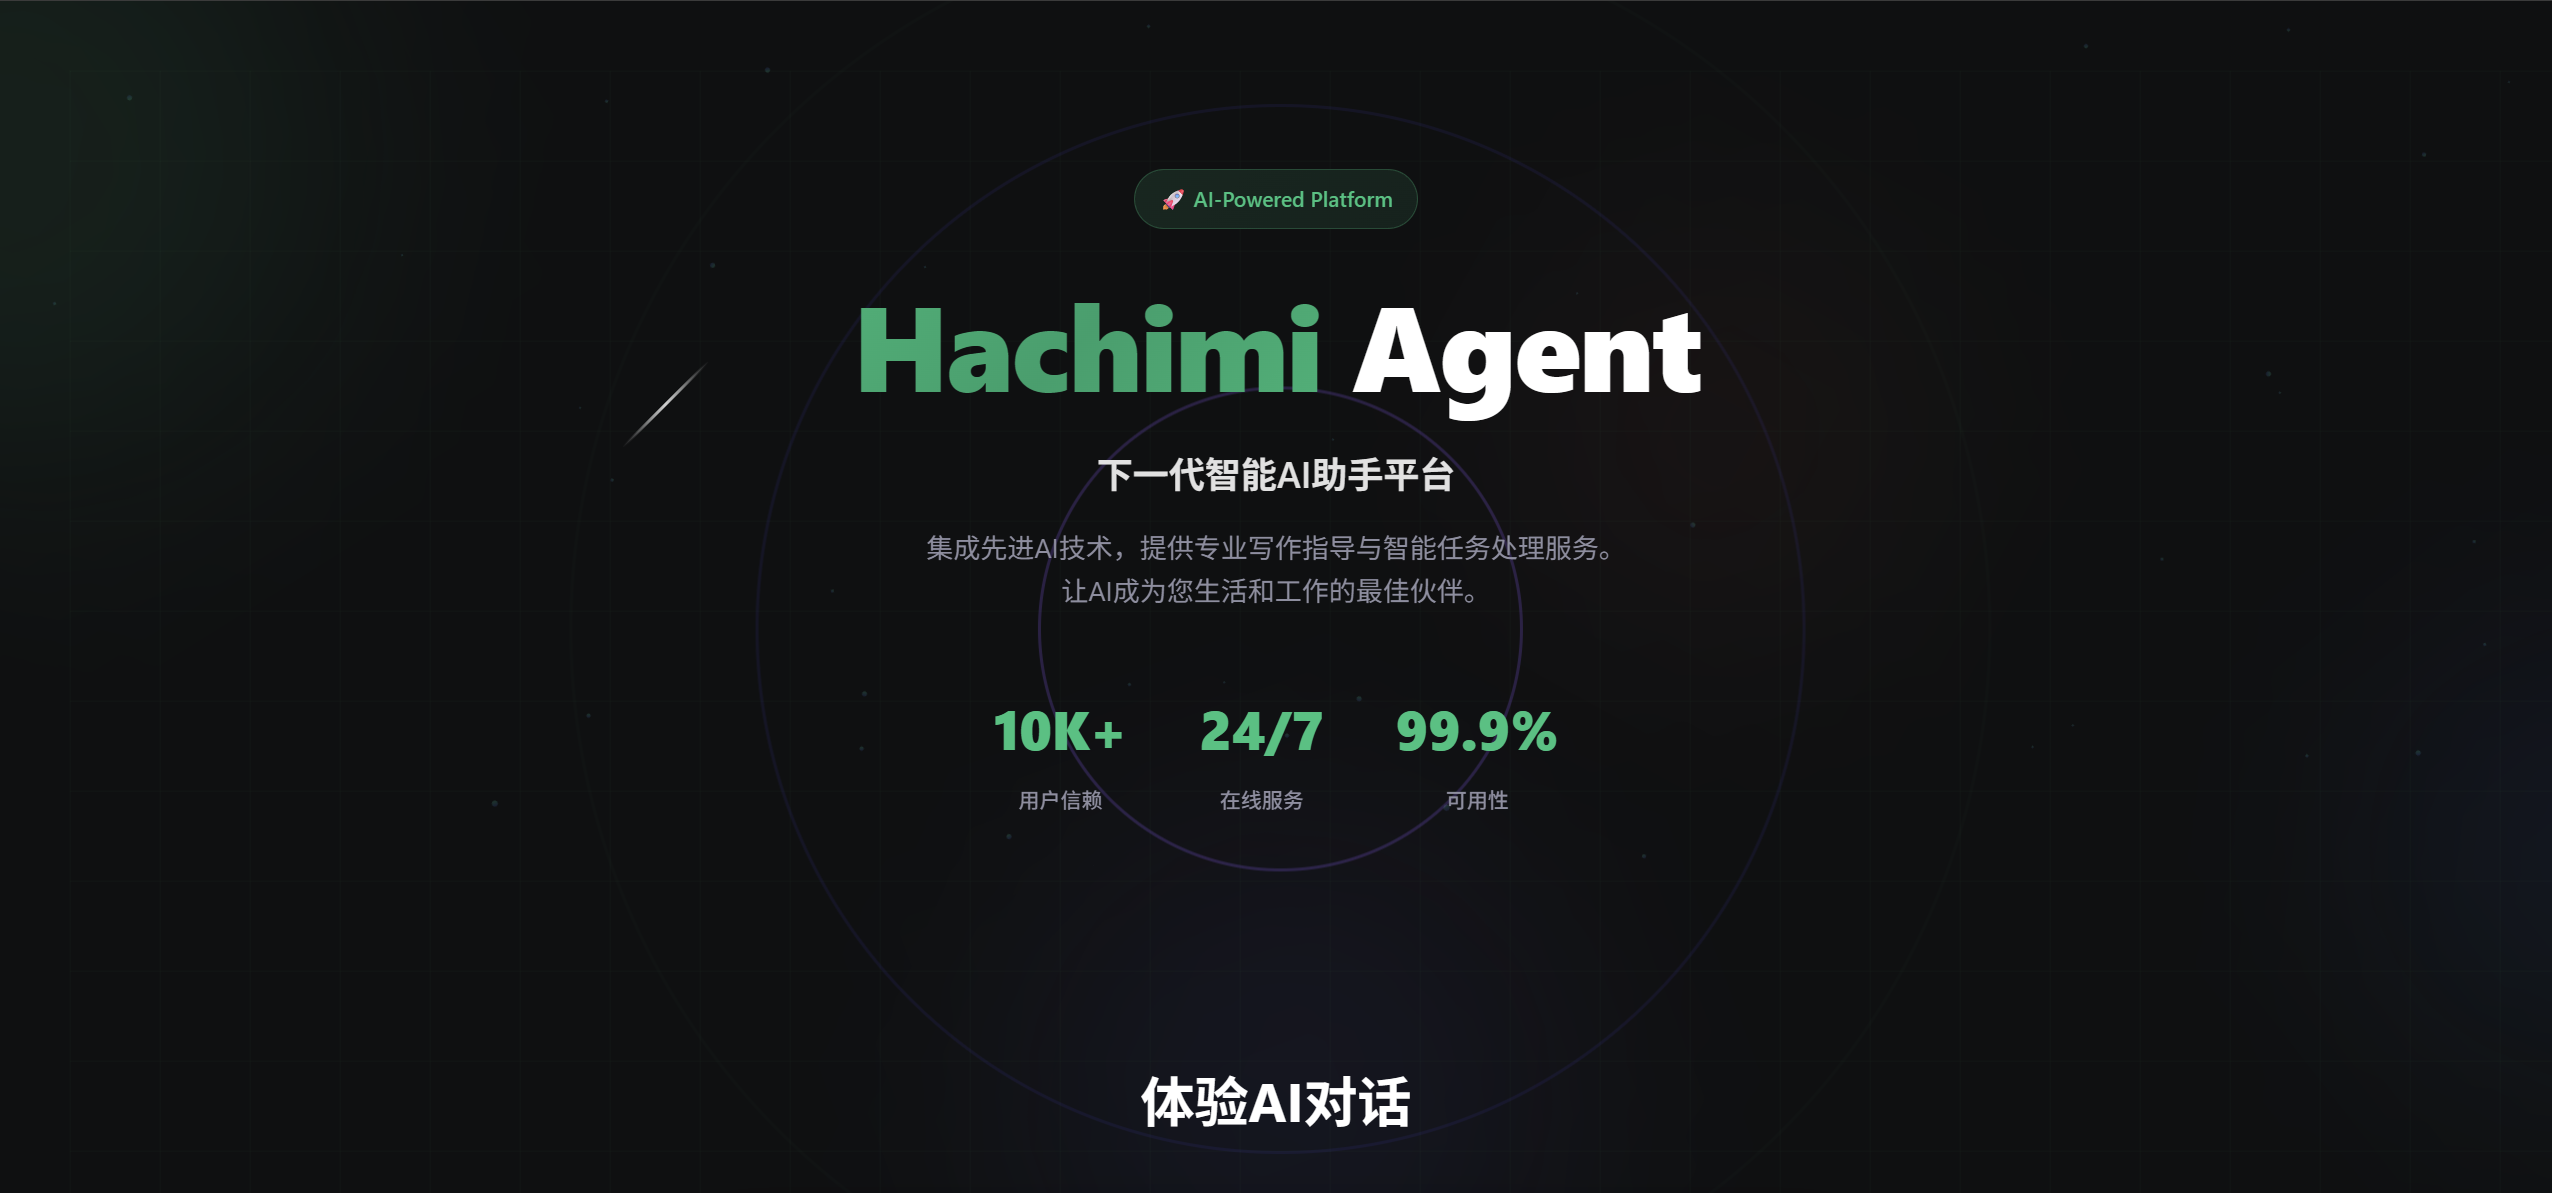 🚀 AI-Powered Platform
Hachimi Agent
下一代智能AI助手平台
集成先进AI技术，提供专业写作指导与智能任务处理服务。
让AI成为您生活和工作的最佳伙伴。
10K+ 24/7 99.9%
用户信赖 在线服务 可用性
体验AI对话